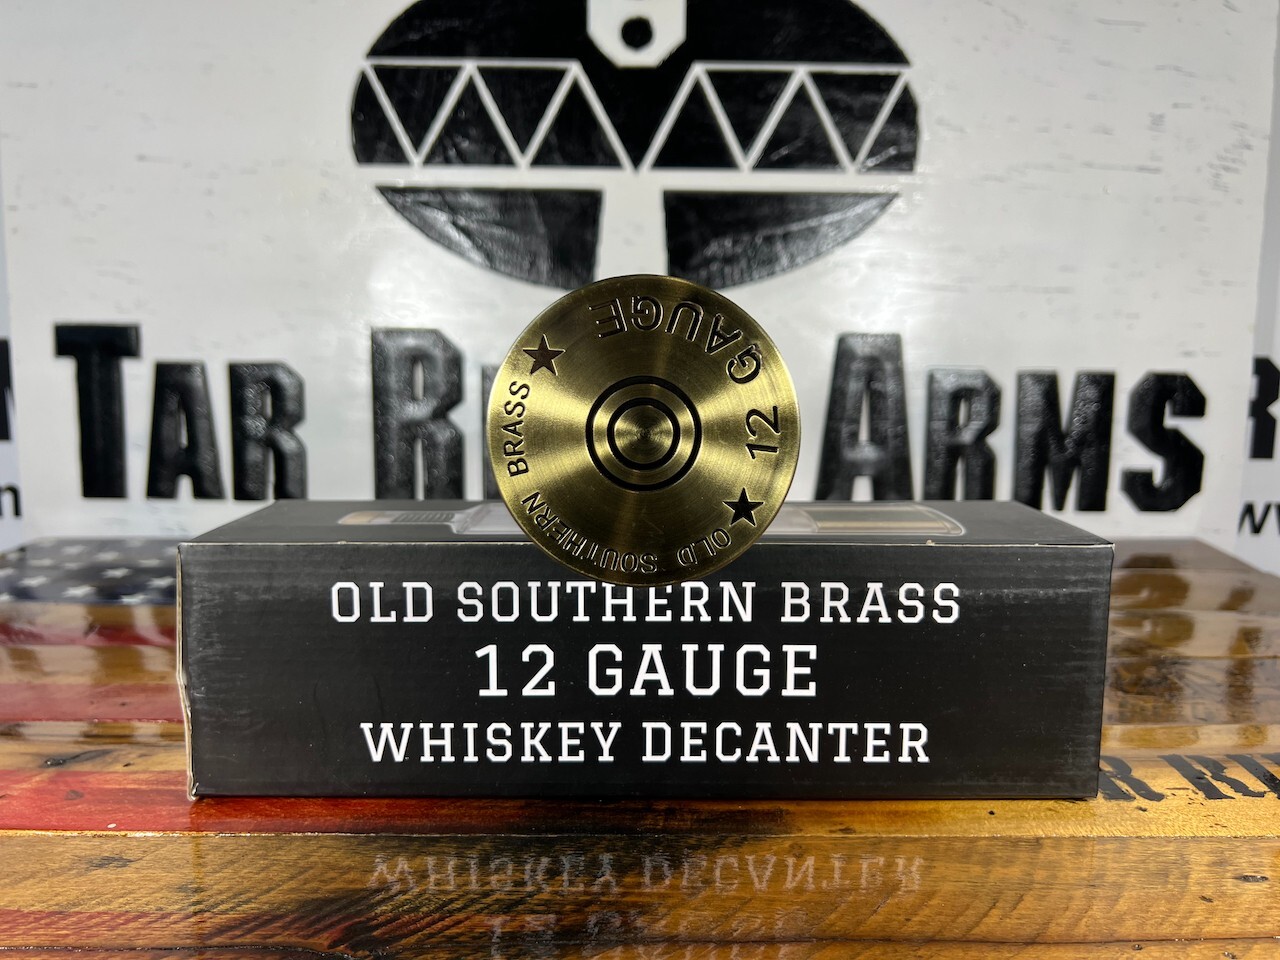 TAR R ARMS
12 GAUGE
OLD SOUTHERN BRASS
OLD SOUTHERN BRASS
12 GAUGE
WHISKEY DECANTER